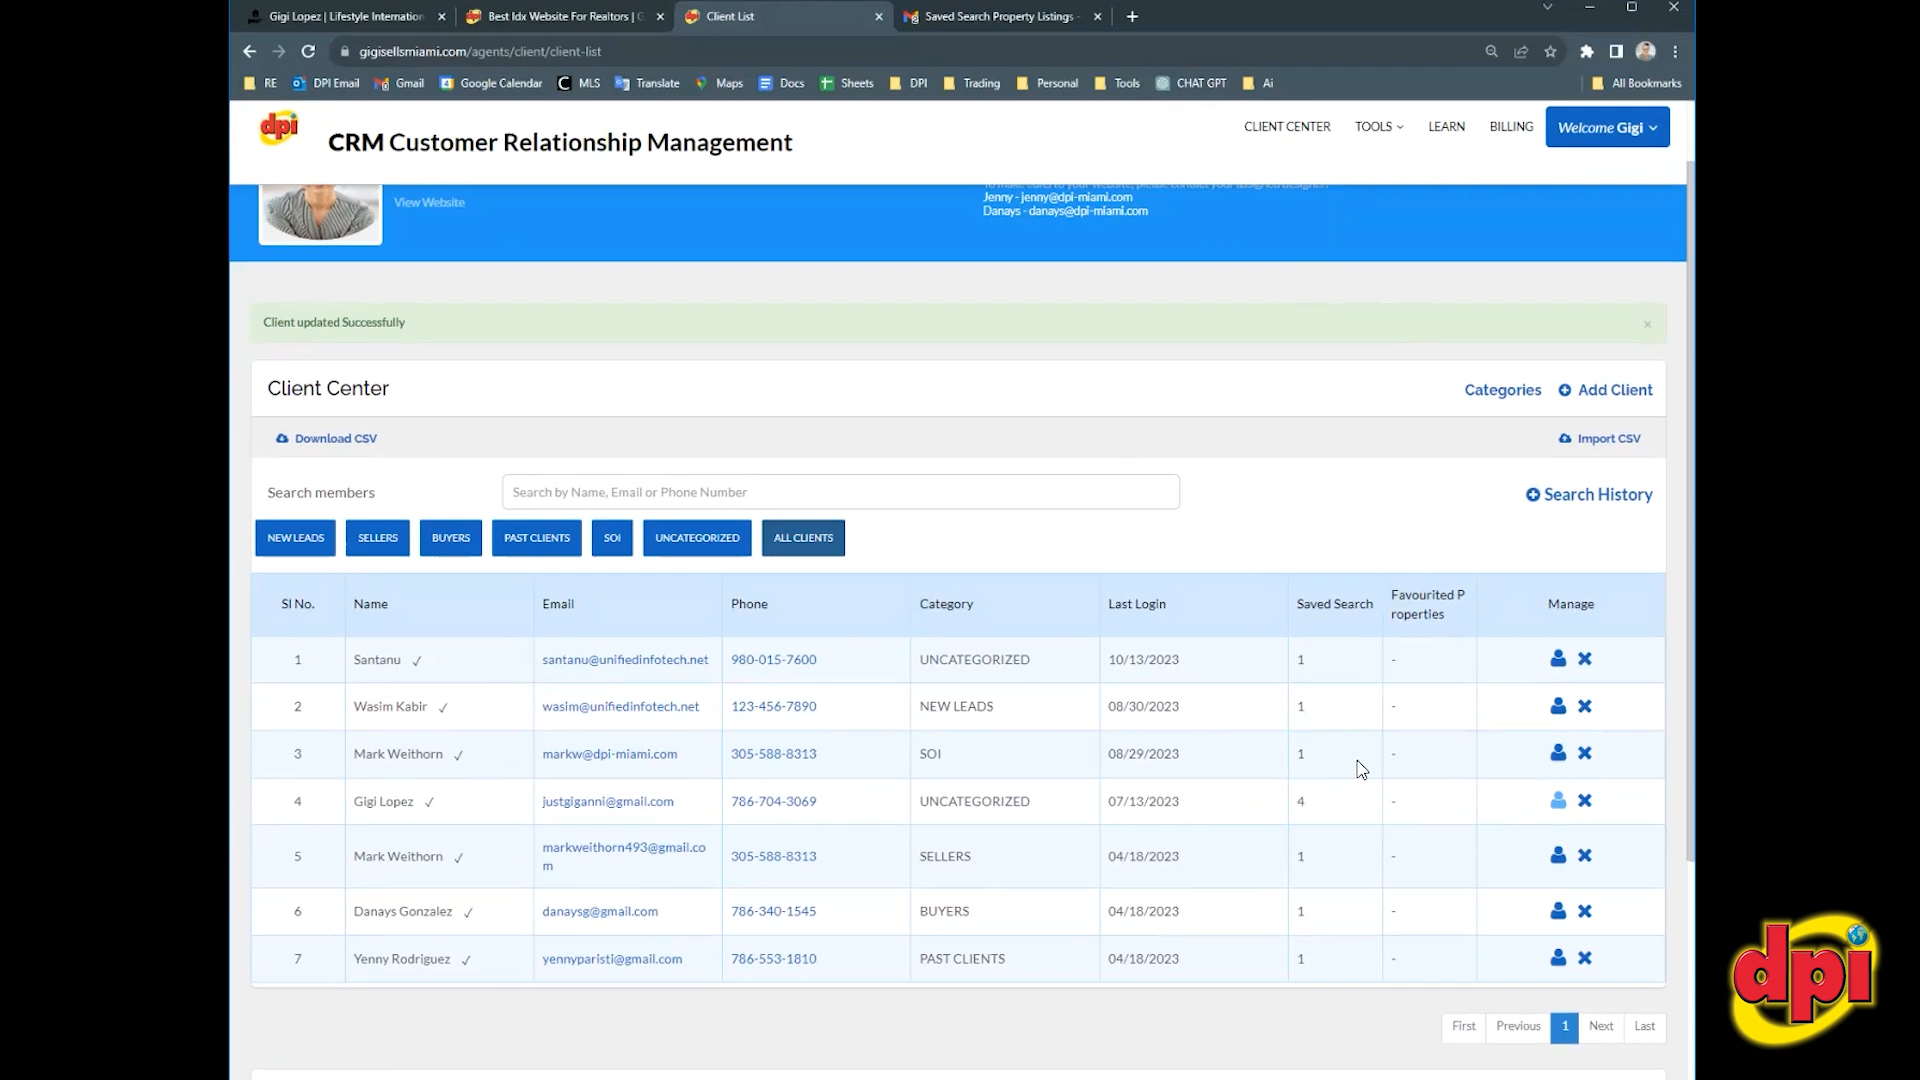 Gigi Lopez | Lifestyle Internation
Best Idx Website For Realtors | G
Client List
Saved Search Property Listings -
gigisellsmiami.com/agents/client/client-list
RE DPI Email Gmail Google Calendar MLS Translate Maps Docs Sheets DPI Trading Personal Tools CHAT GPT Ai All Bookmarks
dpi
CRM Customer Relationship Management
CLIENT CENTER TOOLS LEARN BILLING Welcome Gigi
View Website
To make edits to your website, please contact your assigned designer:
Jenny - jenny@dpi-miami.com
Danays - danays@dpi-miami.com
Client updated Successfully ×
Client Center
Categories Add Client
Download CSV Import CSV
Search members Search by Name, Email or Phone Number Search History
NEW LEADS SELLERS BUYERS PAST CLIENTS SOI UNCATEGORIZED ALL CLIENTS
Sl No. Name Email Phone Category Last Login Saved Search Favourited P
roperties Manage
1 Santanu ✓ santanu@unifiedinfotech.net 980-015-7600 UNCATEGORIZED 10/13/2023 1 -
2 Wasim Kabir ✓ wasim@unifiedinfotech.net 123-456-7890 NEW LEADS 08/30/2023 1 -
3 Mark Weithorn ✓ markw@dpi-miami.com 305-588-8313 SOI 08/29/2023 1 -
4 Gigi Lopez ✓ justgiganni@gmail.com 786-704-3069 UNCATEGORIZED 07/13/2023 4 -
5 Mark Weithorn ✓ markweithorn493@gmail.co
m 305-588-8313 SELLERS 04/18/2023 1 -
6 Danays Gonzalez ✓ danaysg@gmail.com 786-340-1545 BUYERS 04/18/2023 1 -
7 Yenny Rodriguez ✓ yennyparisti@gmail.com 786-553-1810 PAST CLIENTS 04/18/2023 1 -
First Previous 1 Next Last
dpi